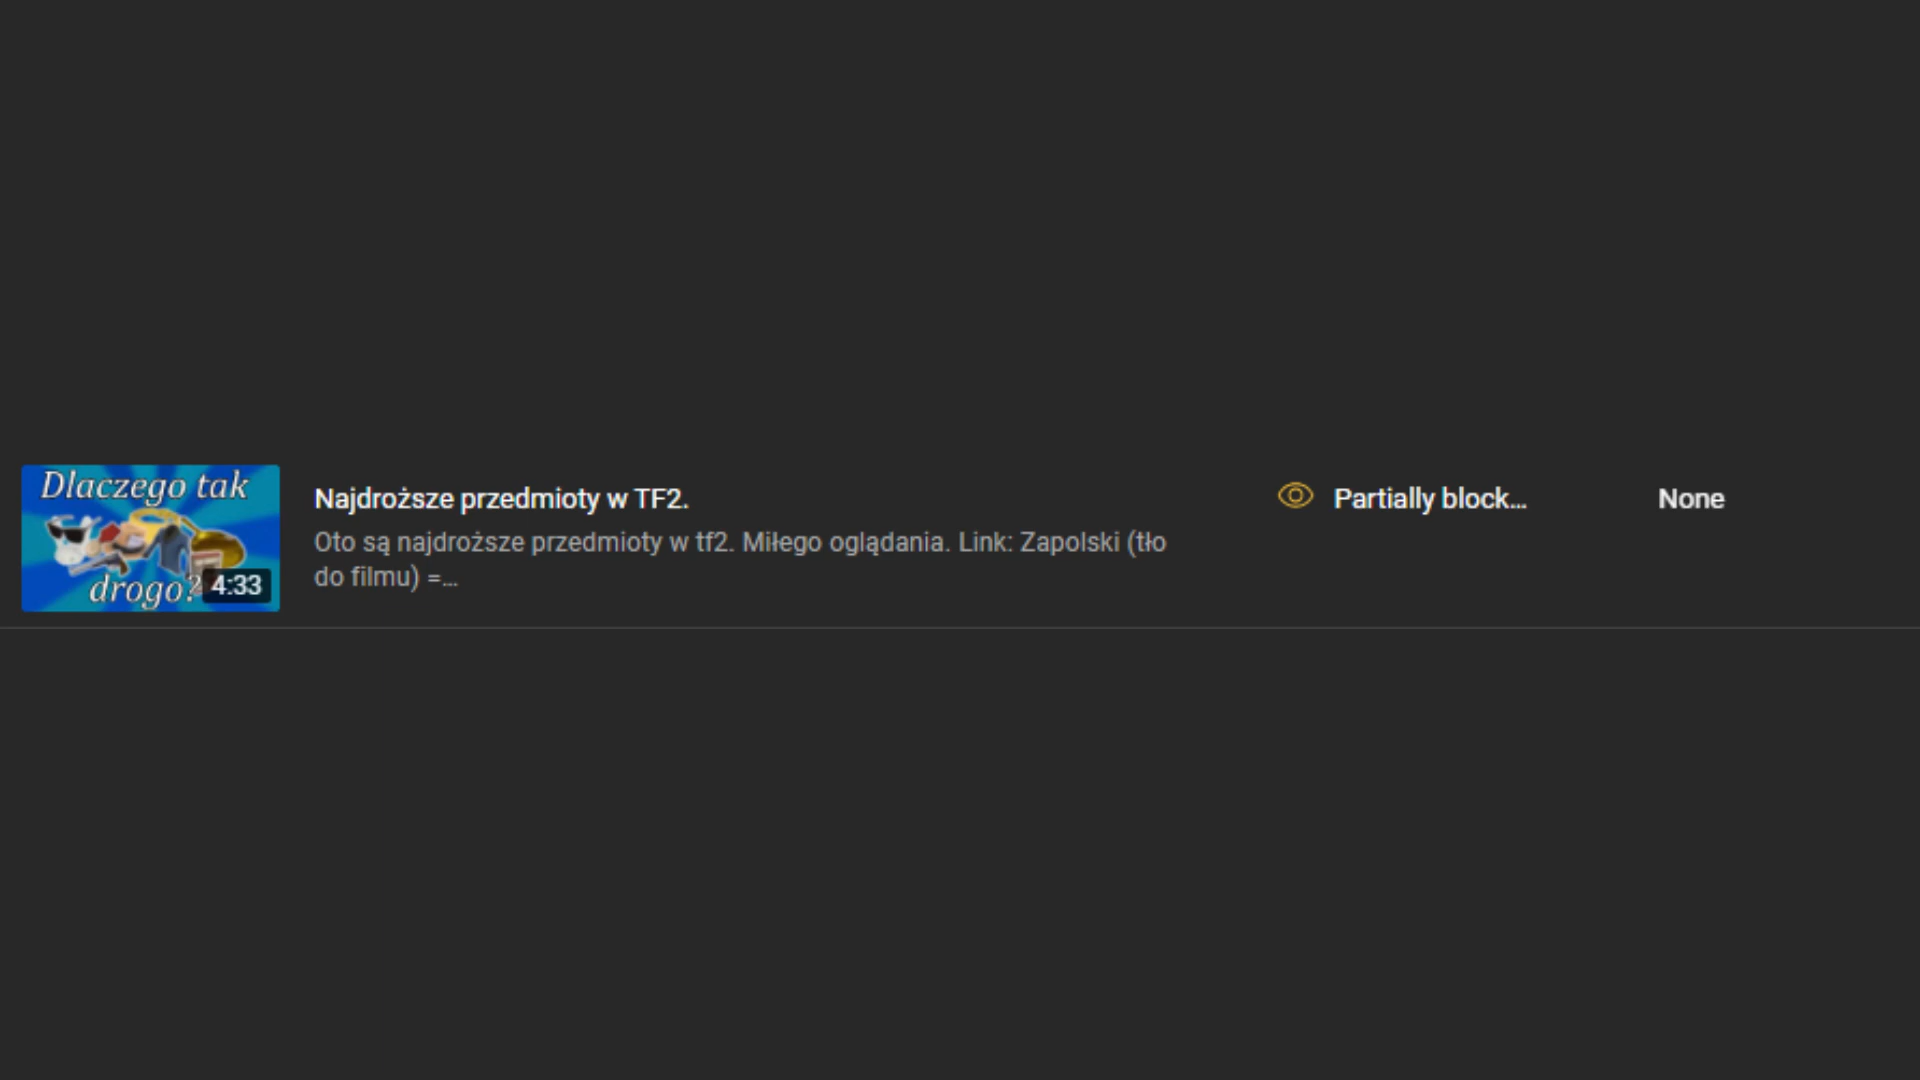 Dlaczego tak
drogo?
4:33
Najdroższe przedmioty w TF2.
Oto są najdroższe przedmioty w tf2. Miłego oglądania. Link: Zapolski (tło
do filmu) =...
Partially block...
None